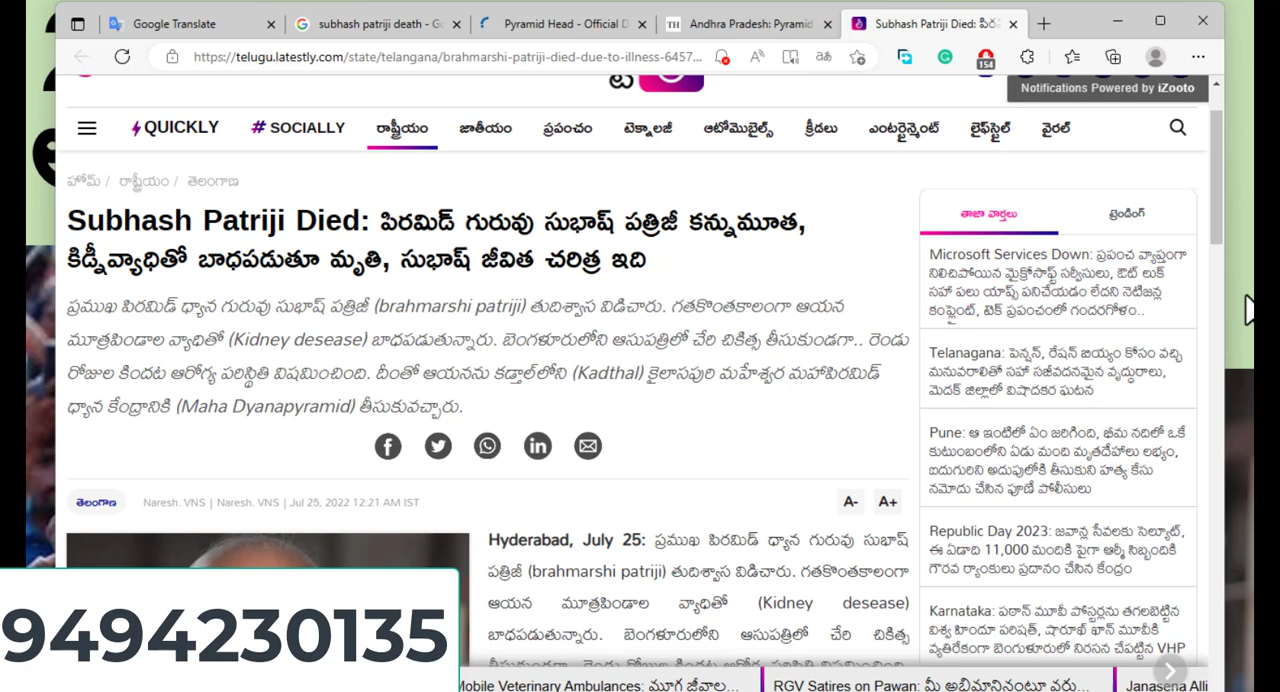 Google Translate
subhash patriji death - G
Pyramid Head - Official D
Andhra Pradesh: Pyramid
Subhash Patriji Died: పిర
https://telugu.latestly.com/state/telangana/brahmarshi-patriji-died-due-to-illness-6457...
154
Notifications Powered by iZooto
QUICKLY
# SOCIALLY
రాష్ట్రీయం
జాతీయం
ప్రపంచం
టెక్నాలజీ
ఆటోమొబైల్స్
క్రీడలు
ఎంటర్టైన్మెంట్
లైఫ్‌స్టైల్
వైరల్
హోమ్ / రాష్ట్రీయం / తెలంగాణ
Subhash Patriji Died: పిరమిడ్ గురువు సుభాష్ పత్రిజీ కన్నుమూత,
కిడ్నీవ్యాధితో బాధపడుతూ మృతి, సుభాష్ జీవిత చరిత్ర ఇది
ప్రముఖ పిరమిడ్ ధ్యాన గురువు సుభాష్ పత్రిజీ (brahmarshi patriji) తుదిశ్వాస విడిచారు. గతకొంతకాలంగా ఆయన
మూత్రపిండాల వ్యాధితో (Kidney desease) బాధపడుతున్నారు. బెంగళూరులోని ఆసుపత్రిలో చేరి చికిత్స తీసుకుండగా.. రెండు
రోజుల కిందట ఆరోగ్య పరిస్థితి విషమించింది. దీంతో ఆయనను కడ్తాల్‌లోని (Kadthal) కైలాసపురి మహేశ్వర మహాపిరమిడ్
ధ్యాన కేంద్రానికి (Maha Dyanapyramid) తీసుకువచ్చారు.
తెలంగాణ
Naresh. VNS | Naresh. VNS | Jul 25, 2022 12:21 AM IST
A-
A+
Hyderabad, July 25: ప్రముఖ పిరమిడ్ ధ్యాన గురువు సుభాష్
పత్రిజీ (brahmarshi patriji) తుదిశ్వాస విడిచారు. గతకొంతకాలంగా
ఆయన మూత్రపిండాల వ్యాధితో (Kidney desease)
బాధపడుతున్నారు. బెంగళూరులోని ఆసుపత్రిలో చేరి చికిత్స
తాజా వార్తలు
ట్రెండింగ్
Microsoft Services Down: ప్రపంచ వ్యాప్తంగా
నిలిచిపోయిన మైక్రోసాఫ్ట్ సర్వీసులు, ఔట్ లుక్
సహా పలు యాప్స్ పనిచేయడం లేదని నెటిజన్ల
కంప్లైంట్, టెక్ ప్రపంచంలో గందరగోళం..
Telanagana: పెన్షన్, రేషన్ బియ్యం కోసం వచ్చి
మనువరాలితో సహా సజీవదహనమైన వృద్ధురాలు,
మెదక్ జిల్లాలో విషాదకర ఘటన
Pune: ఆ ఇంటిలో ఏం జరిగింది, భీమ నదిలో ఒకే
కుటుంబంలోని ఏడు మంది మృతదేహాలు లభ్యం,
ఐదుగురిని అదుపులోకి తీసుకుని హత్య కేసు
నమోదు చేసిన పూణే పోలీసులు
Republic Day 2023: జవాన్ల సేవలకు సెల్యూట్,
ఈ ఏడాది 11,000 మందికి పైగా ఆర్మీ సిబ్బందికి
గౌరవ ర్యాంకులు ప్రదానం చేసిన కేంద్రం
Karnataka: పఠాన్ మూవీ పోస్టర్లను తగలబెట్టిన
విశ్వ హిందూ పరిషత్, షారూఖ్ ఖాన్ మూవీకి
వ్యతిరేకంగా బెంగుళూరులో నిరసన చేపట్టిన VHP
9494230135
Mobile Veterinary Ambulances: మూగ జీవాల...
RGV Satires on Pawan: మీ అభిమానినంటూ వరు...
Janasena Alli